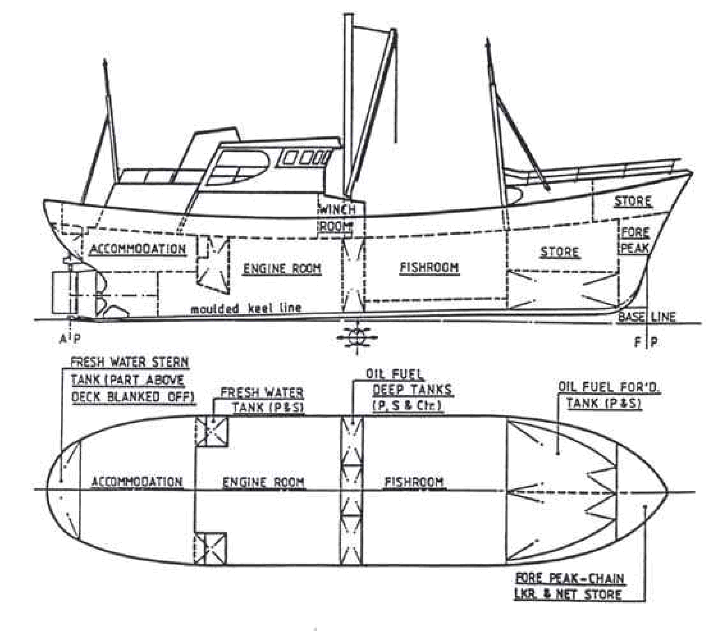 WINCH
ROOM
STORE
FORE
PEAK
ACCOMMODATION
ENGINE ROOM
FISHROOM
STORE
moulded keel line
BASE LINE
A P
F P
FRESH WATER STERN
TANK (PART ABOVE
DECK BLANKED OFF)
FRESH WATER
TANK (P & S)
OIL FUEL
DEEP TANKS
(P, S & Ctr.)
OIL FUEL FOR'D.
TANK (P & S)
ACCOMMODATION
ENGINE ROOM
FISHROOM
FORE PEAK-CHAIN
LKR. & NET STORE